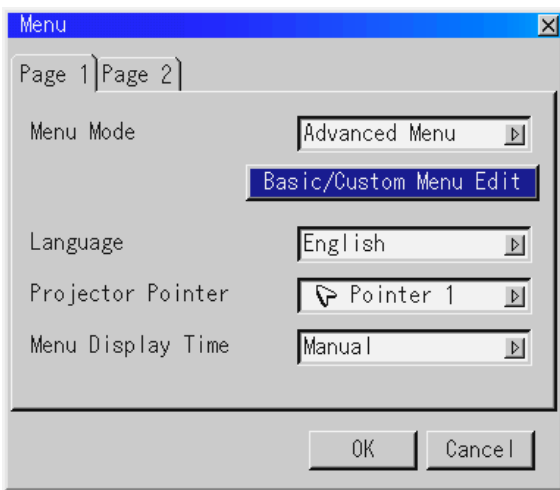 Menu
Page 1 Page 2
Menu Mode Advanced Menu
Basic/Custom Menu Edit
Language English
Projector Pointer Pointer 1
Menu Display Time Manual
OK Cancel